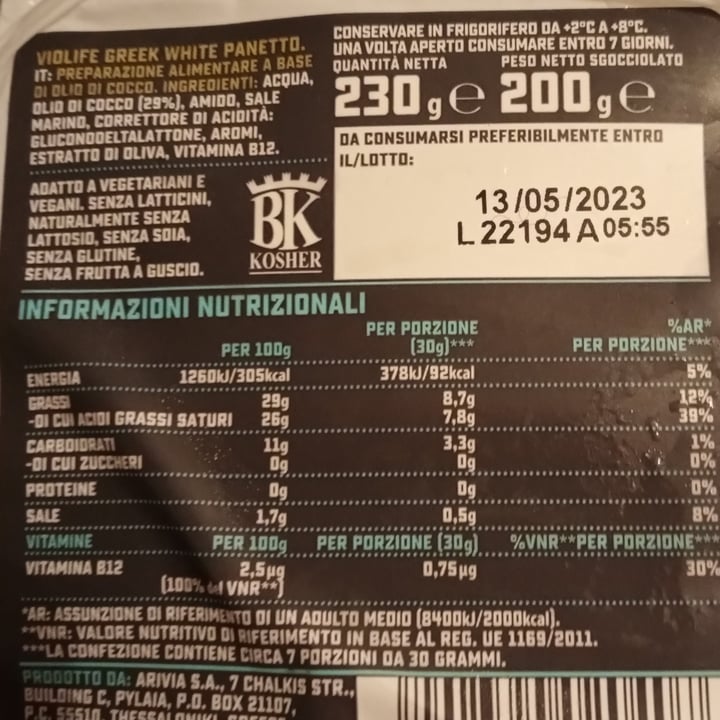 VIOLIFE GREEK WHITE PANETTO.
IT: PREPARAZIONE ALIMENTARE A BASE
DI OLIO DI COCCO. INGREDIENTI: ACQUA,
OLIO DI COCCO (29%), AMIDO, SALE
MARINO, CORRETTORE DI ACIDITÀ:
GLUCONODELTALATTONE, AROMI,
ESTRATTO DI OLIVA, VITAMINA B12.
ADATTO A VEGETARIANI E
VEGANI. SENZA LATTICINI,
NATURALMENTE SENZA
LATTOSIO, SENZA SOIA,
SENZA GLUTINE,
SENZA FRUTTA A GUSCIO.
BK
KOSHER
CONSERVARE IN FRIGORIFERO DA +2°C A +8°C.
UNA VOLTA APERTO CONSUMARE ENTRO 7 GIORNI.
QUANTITÀ NETTA PESO NETTO SGOCCIOLATO
230 g e 200 g e
DA CONSUMARSI PREFERIBILMENTE ENTRO
IL/LOTTO:
13/05/2023
L22194 A 05:55
INFORMAZIONI NUTRIZIONALI
PER 100g PER PORZIONE (30g)*** %AR* PER PORZIONE***
ENERGIA 1260kJ/305kcal 378kJ/92kcal 5%
GRASSI 29g 8,7g 12%
-DI CUI ACIDI GRASSI SATURI 26g 7,8g 39%
CARBOIDRATI 11g 3,3g 1%
-DI CUI ZUCCHERI 0g 0g 0%
PROTEINE 0g 0g 0%
SALE 1,7g 0,5g 8%
VITAMINE PER 100g PER PORZIONE (30g) %VNR**PER PORZIONE***
VITAMINA B12 2,5µg 0,75µg 30%
(100% del VNR**)
*AR: ASSUNZIONE DI RIFERIMENTO DI UN ADULTO MEDIO (8400kJ/2000kcal).
**VNR: VALORE NUTRITIVO DI RIFERIMENTO IN BASE AL REG. UE 1169/2011.
***LA CONFEZIONE CONTIENE CIRCA 7 PORZIONI DA 30 GRAMMI.
PRODOTTO DA: ARIVIA S.A., 7 CHALKIS STR.,
BUILDING C, PYLAIA, P.O. BOX 21107,
P.C. 55510, THESSALONIKI, GREECE